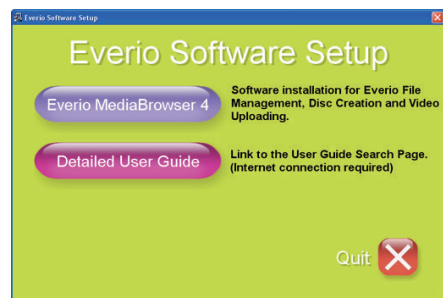 Everio Software Setup
Everio Software Setup
Everio MediaBrowser 4
Software installation for Everio File
Management, Disc Creation and Video
Uploading.
Detailed User Guide
Link to the User Guide Search Page.
(Internet connection required)
Quit